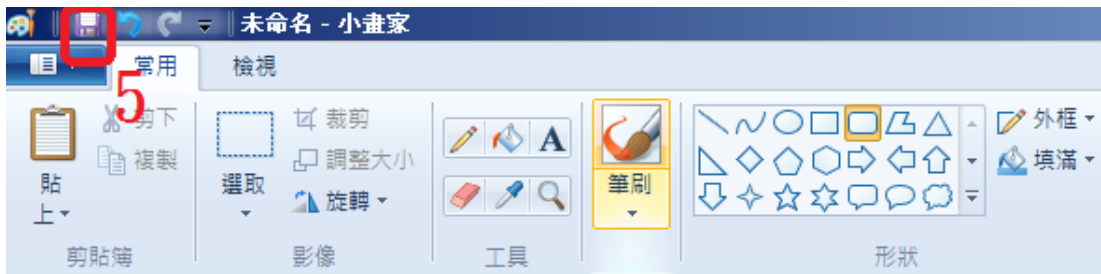 未命名 - 小畫家
5
常用 檢視
貼上
剪下
複製
剪貼簿
選取
裁剪
調整大小
旋轉
影像
A
工具
筆刷
形狀
外框
填滿